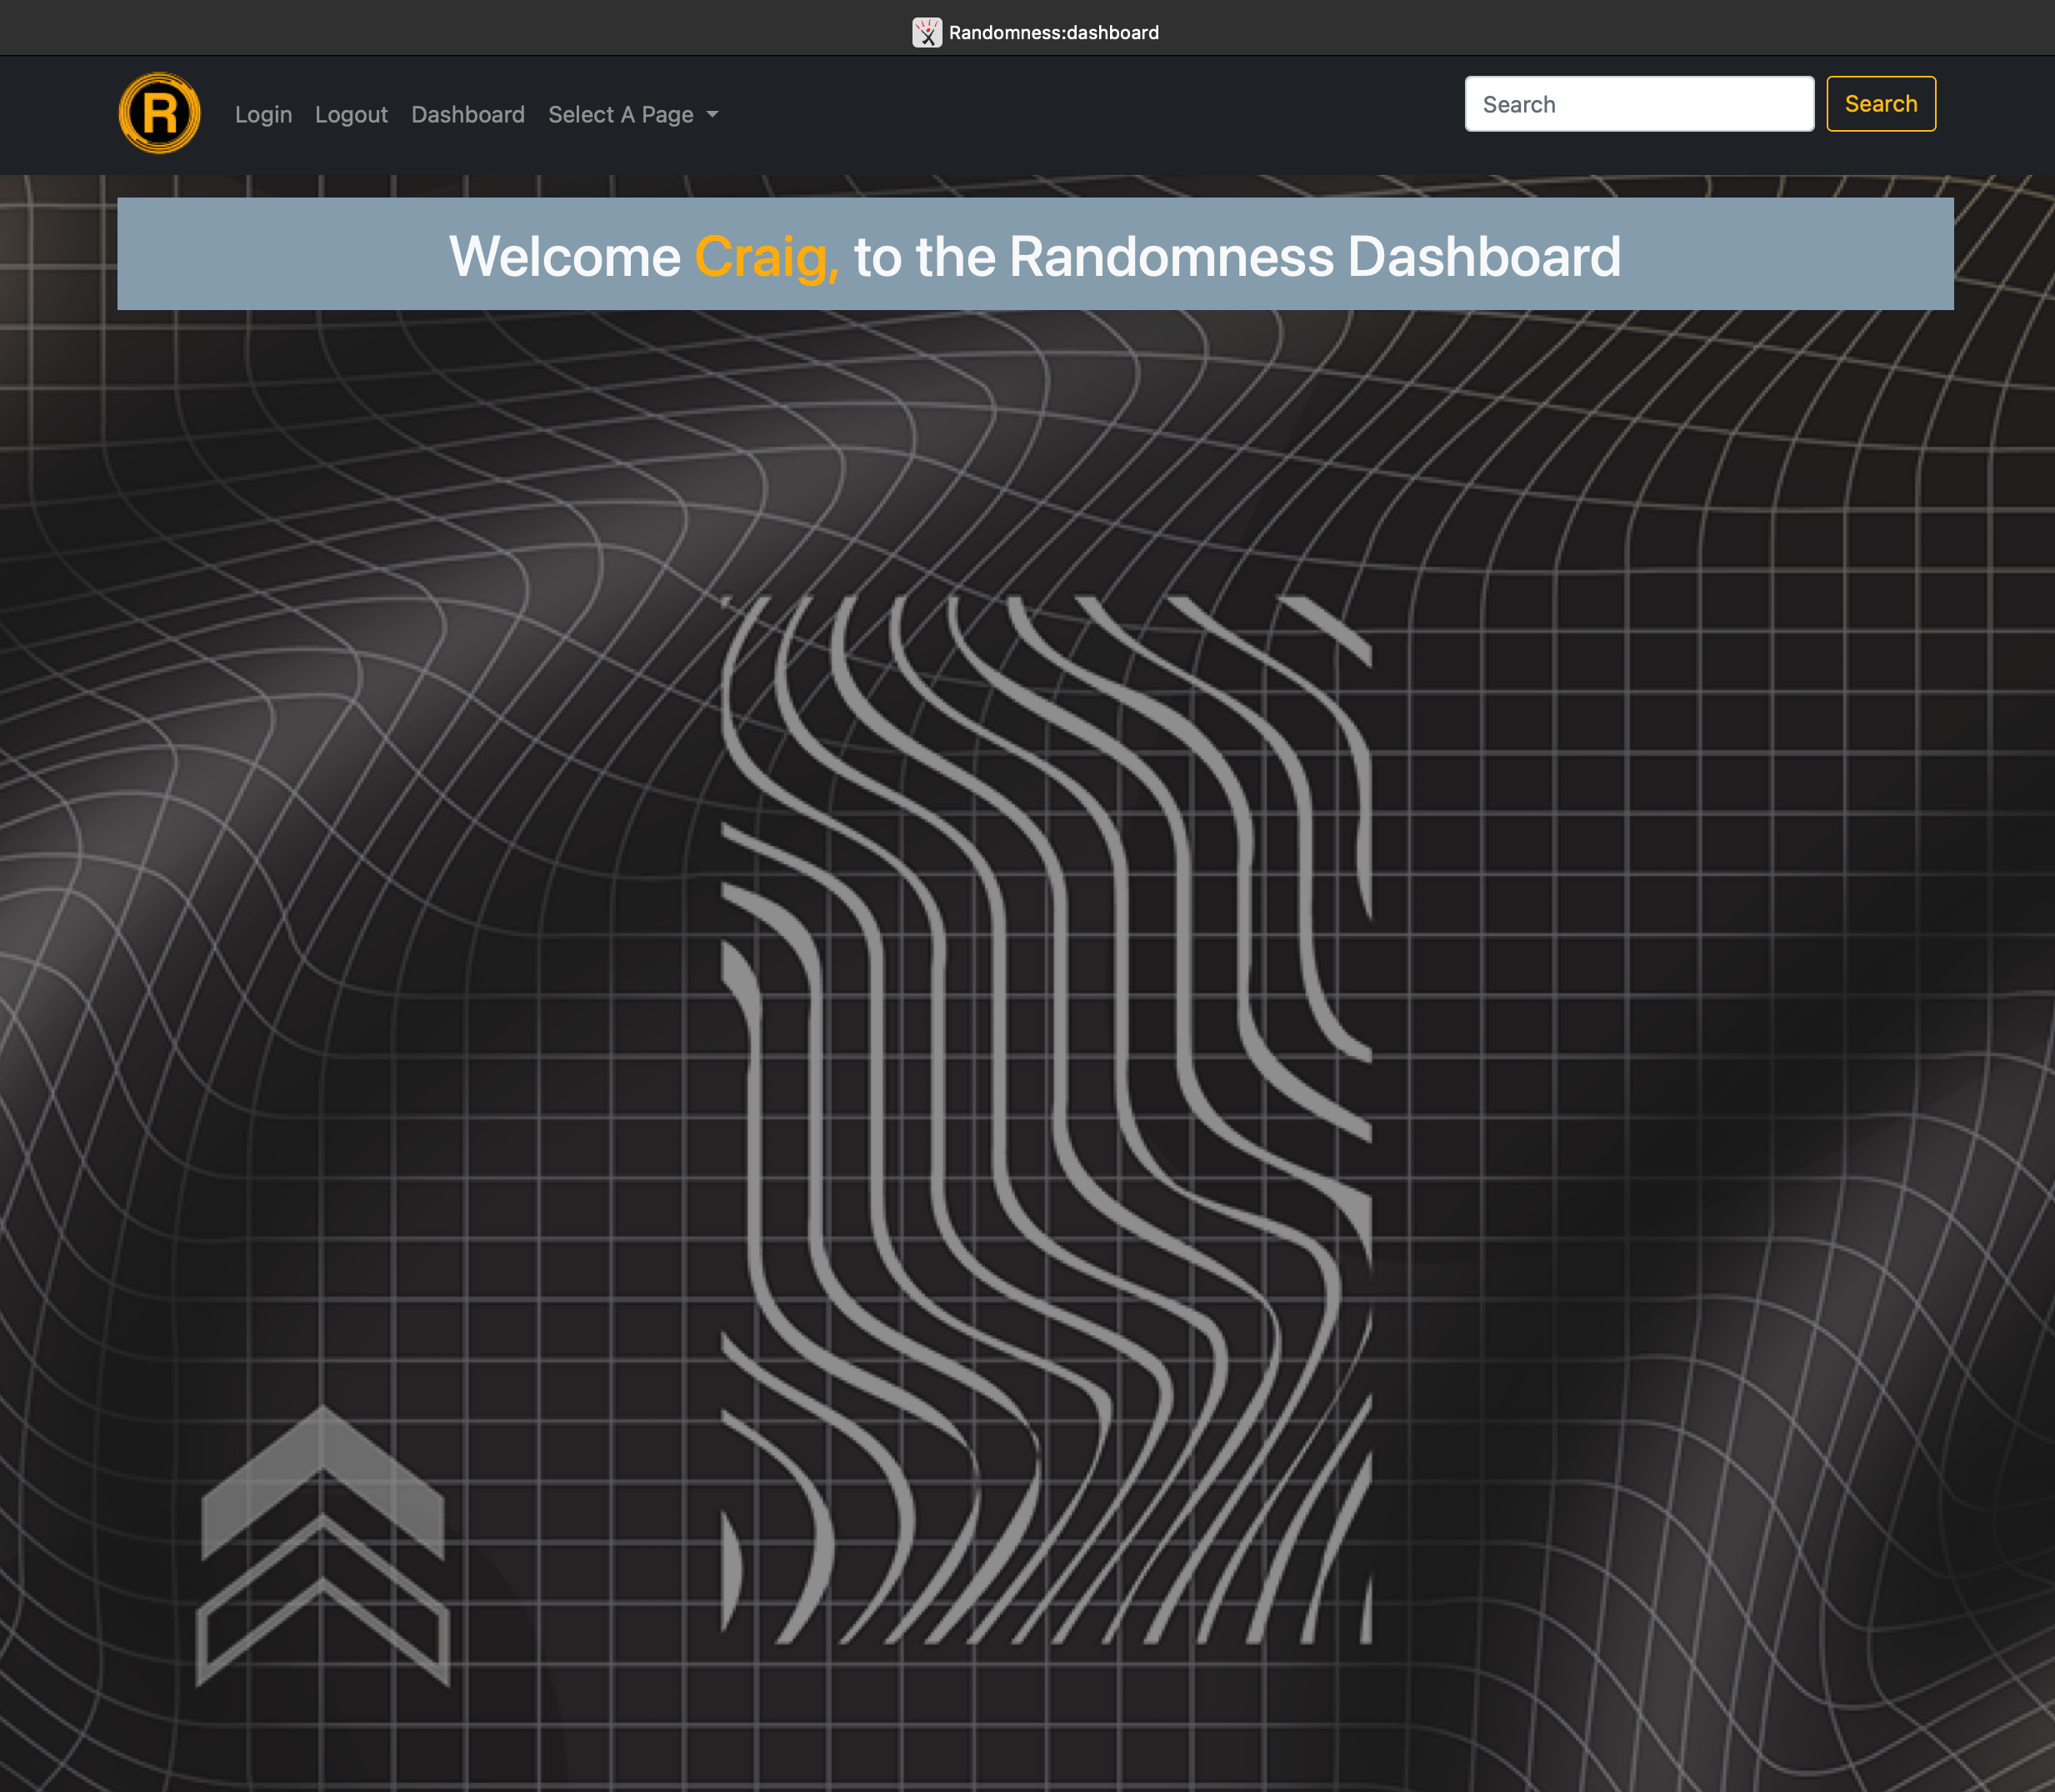 Randomness:dashboard
R
Login Logout Dashboard Select A Page
Search
Search
Welcome Craig, to the Randomness Dashboard